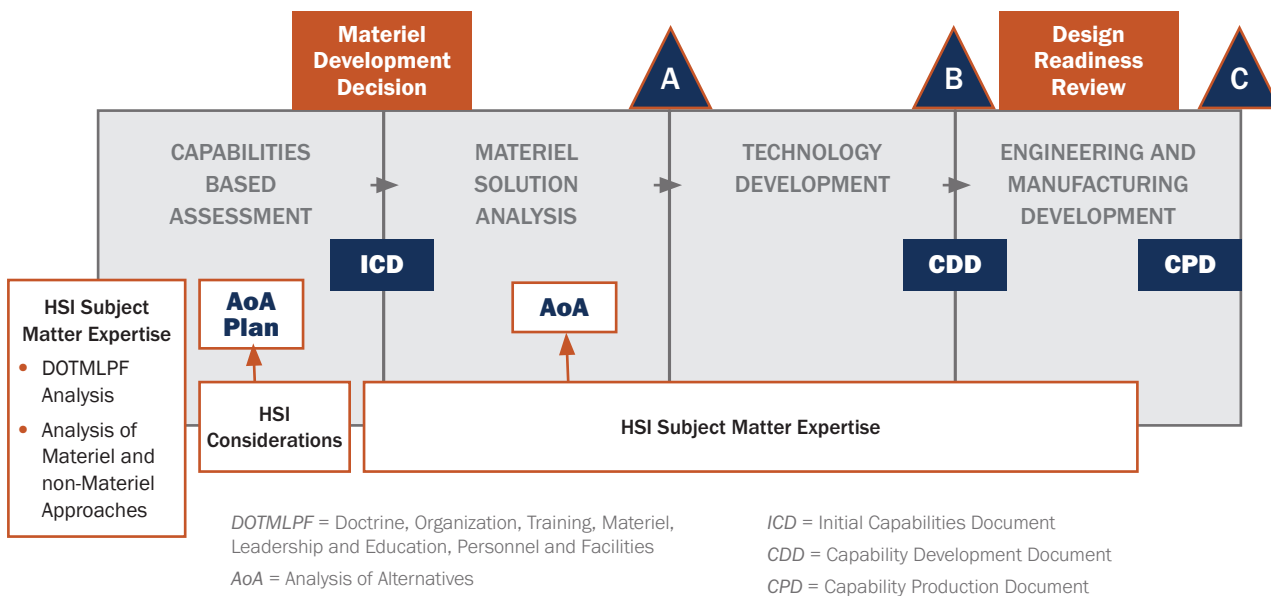 Materiel
Development
Decision
A
B
Design
Readiness
Review
C
CAPABILITIES
BASED
ASSESSMENT
MATERIEL
SOLUTION
ANALYSIS
TECHNOLOGY
DEVELOPMENT
ENGINEERING AND
MANUFACTURING
DEVELOPMENT
ICD
CDD
CPD
HSI Subject
Matter Expertise
• DOTMLPF
Analysis
• Analysis of
Materiel and
non-Materiel
Approaches
AoA
Plan
AoA
HSI
Considerations
HSI Subject Matter Expertise
DOTMLPF = Doctrine, Organization, Training, Materiel,
Leadership and Education, Personnel and Facilities
AoA = Analysis of Alternatives
ICD = Initial Capabilities Document
CDD = Capability Development Document
CPD = Capability Production Document